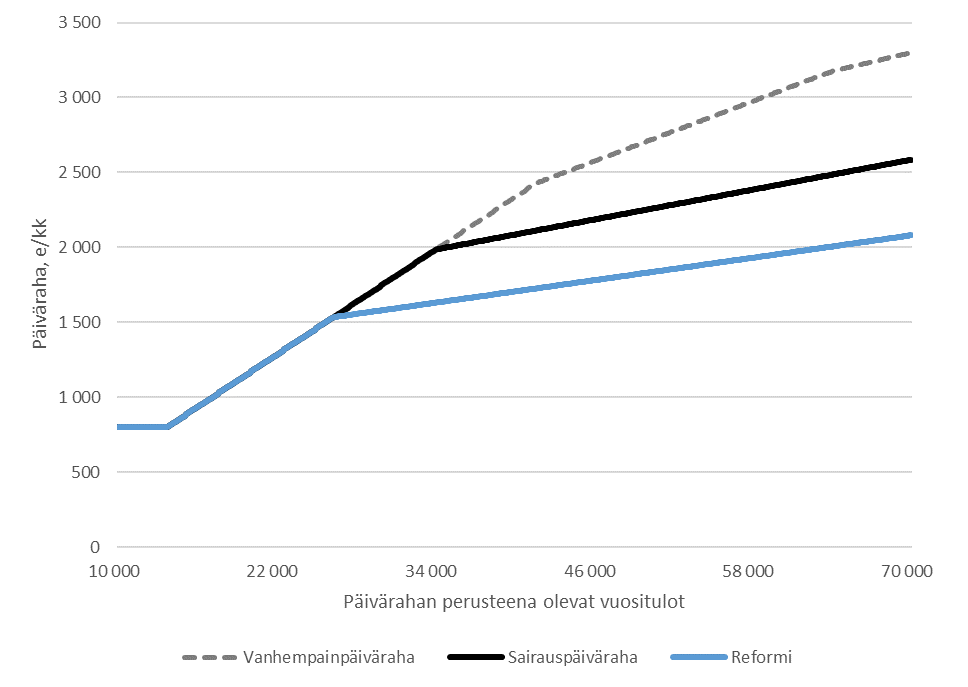 3 500
3 000
2 500
2 000
1 500
1 000
500
0
Päiväraha, e/kk
10 000 22 000 34 000 46 000 58 000 70 000
Päivärahan perusteena olevat vuositulot
Vanhempainpäiväraha Sairauspäiväraha Reformi